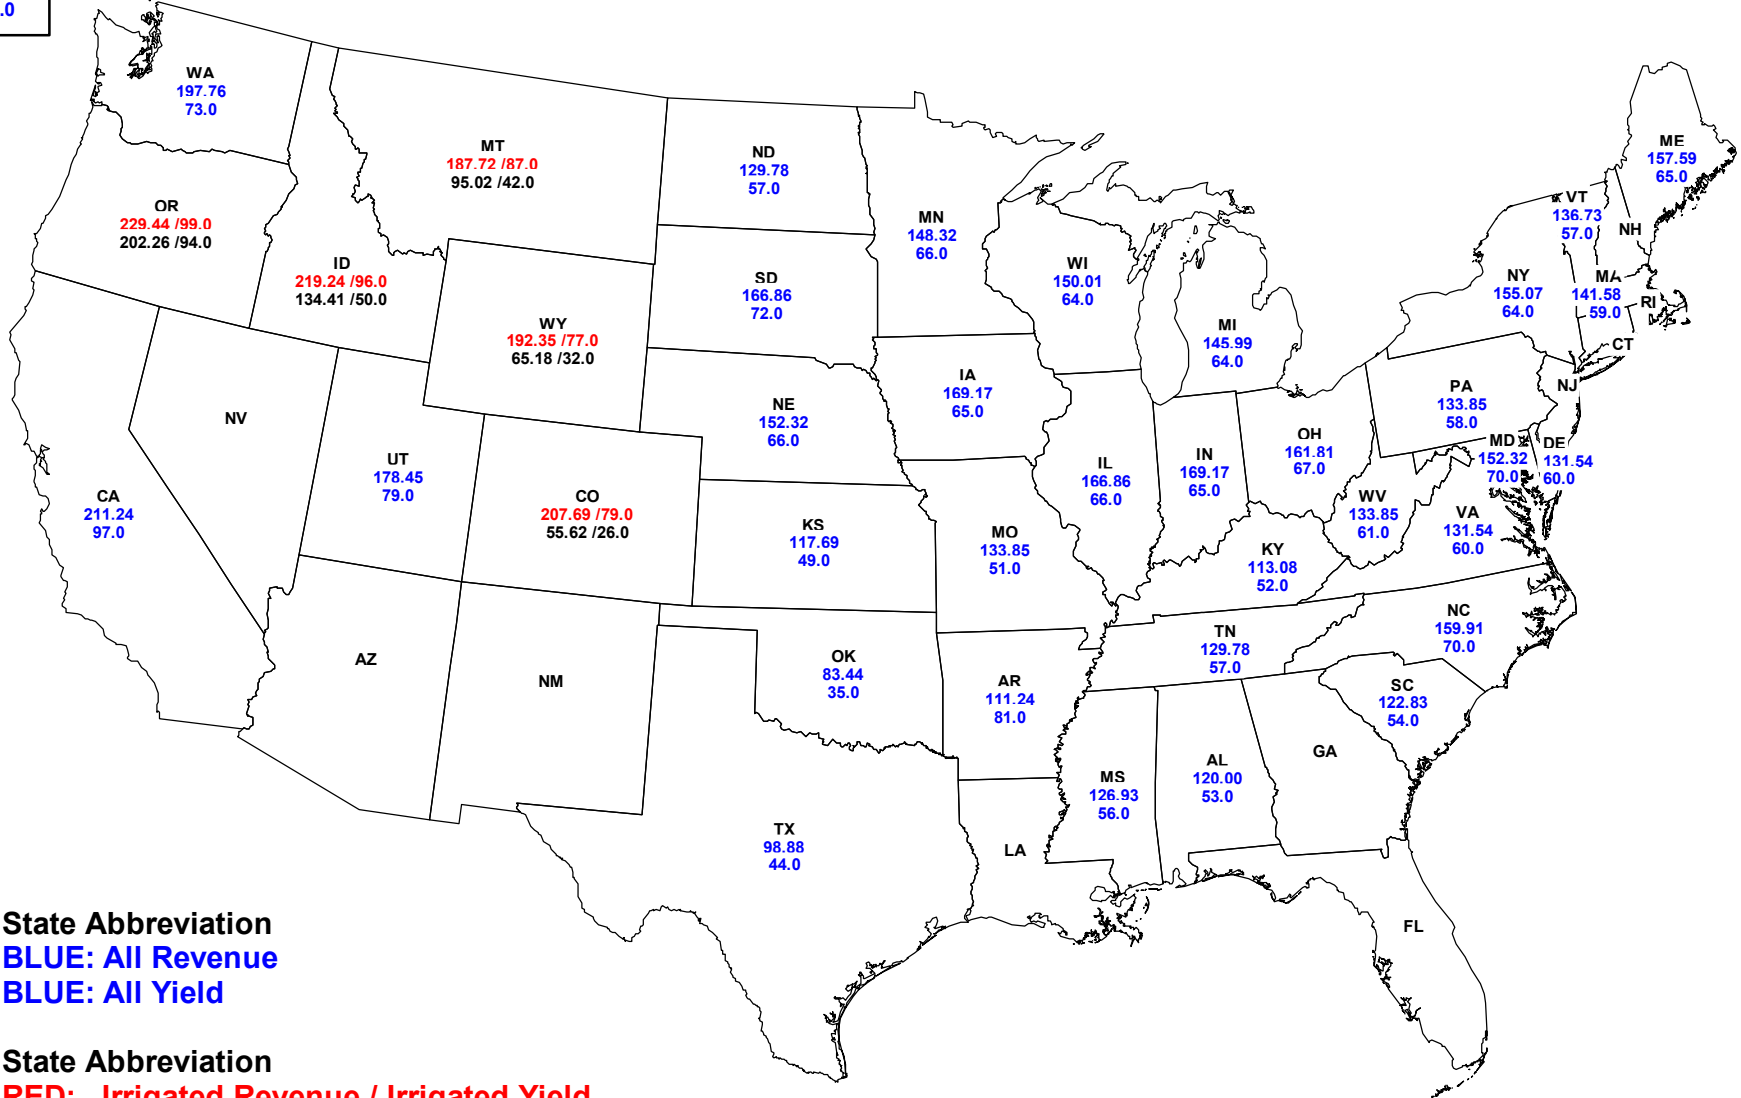 .0
WA
197.76
73.0
MT
187.72 /87.0
95.02 /42.0
ND
129.78
57.0
ME
157.59
65.0
OR
229.44 /99.0
202.26 /94.0
MN
148.32
66.0
VT
136.73
57.0
NH
ID
219.24 /96.0
134.41 /50.0
SD
166.86
72.0
WI
150.01
64.0
NY
155.07
64.0
MA
141.58
59.0
RI
WY
192.35 /77.0
65.18 /32.0
MI
145.99
64.0
CT
IA
169.17
65.0
PA
133.85
58.0
NJ
NV
NE
152.32
66.0
OH
161.81
67.0
MD
152.32
70.0
DE
131.54
60.0
UT
178.45
79.0
IL
166.86
66.0
IN
169.17
65.0
CA
211.24
97.0
CO
207.69 /79.0
55.62 /26.0
KS
117.69
49.0
MO
133.85
51.0
WV
133.85
61.0
VA
131.54
60.0
KY
113.08
52.0
AZ
NM
OK
83.44
35.0
AR
111.24
81.0
TN
129.78
57.0
NC
159.91
70.0
SC
122.83
54.0
TX
98.88
44.0
LA
MS
126.93
56.0
AL
120.00
53.0
GA
FL
State Abbreviation
BLUE: All Revenue
BLUE: All Yield
State Abbreviation
RED: Irrigated Revenue / Irrigated Yield